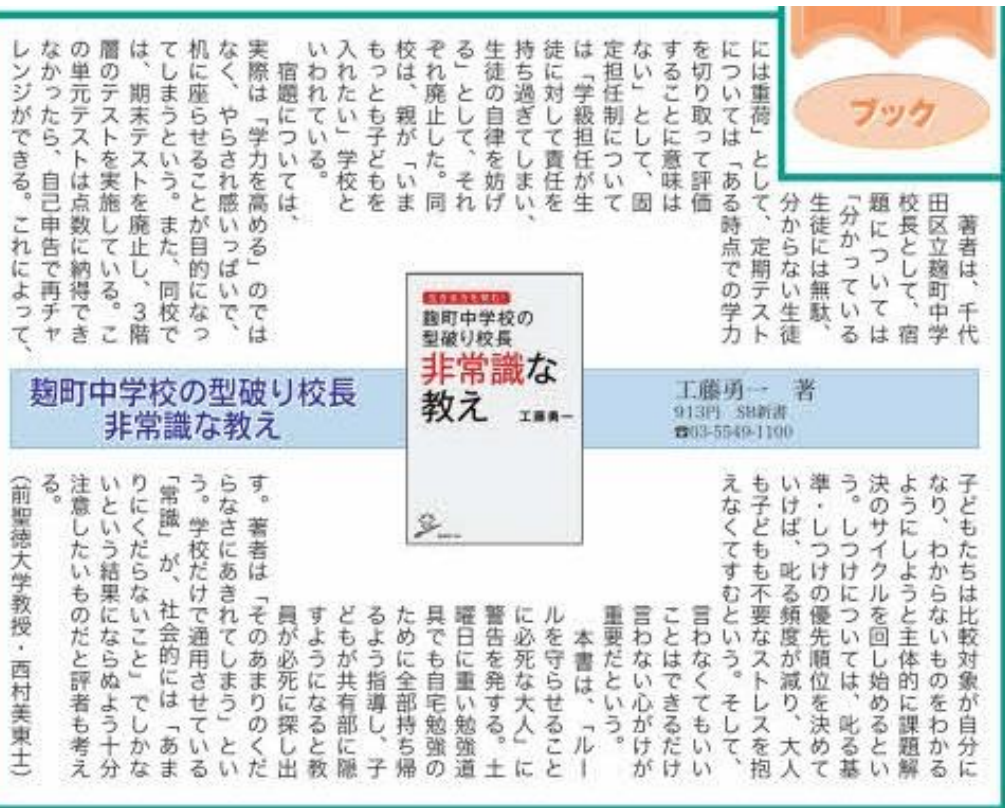 ブック
著者は、千代
田区立麹町中学
校長として、宿
題については
「分かっている
生徒には無駄、
分からない生徒
には重荷」として、定期テスト
については「ある時点での学力
を切り取って評価
することに意味は
ない」として、固
定担任制について
は「学級担任が生
徒に対して責任を
持ち過ぎてしまい、
生徒の自律を妨げ
る」として、それ
ぞれ廃止した。同
校は、親が「いま
もっとも子どもを
入れたい」学校と
いわれている。
宿題については、
実際は「学力を高める」のでは
なく、やらされ感いっぱいで、
机に座らせることが目的になっ
てしまうという。また、同校で
は、期末テストを廃止し、3階
層のテストを実施している。こ
の単元テストは点数に納得でき
なかったら、自己申告で再チャ
レンジができる。これによって、
麹町中学校の型破り校長
非常識な教え
麹町中学校の
型破り校長
非常識な
教え
工藤勇一
工藤勇一 著
913円 SB新書
☎03-5549-1100
子どもたちは比較対象が自分に
なり、わからないものをわかる
ようにしようと主体的に課題解
決のサイクルを回し始めるとい
う。しつけについては、叱る基
準・しつけの優先順位を決めて
いけば、叱る頻度が減り、大人
も子どもも不要なストレスを抱
えなくてすむという。そして、
言わなくてもいい
ことはできるだけ
言わない心がけが
重要だという。
本書は、「ルー
ルを守らせること
に必死な大人」に
警告を発する。土
曜日に重い勉強道
具でも自宅勉強の
ために全部持ち帰
るよう指導し、子
どもが共有部に隠
すようになると教
員が必死に探し出
す。著者は「そのあまりのくだ
らなさにあきれてしまう」とい
う。学校だけで通用させている
「常識」が、社会的には「あま
りにくだらないこと」でしかな
いという結果にならぬよう十分
注意したいものだと評者も考え
る。
（前聖徳大学教授・西村美東士）